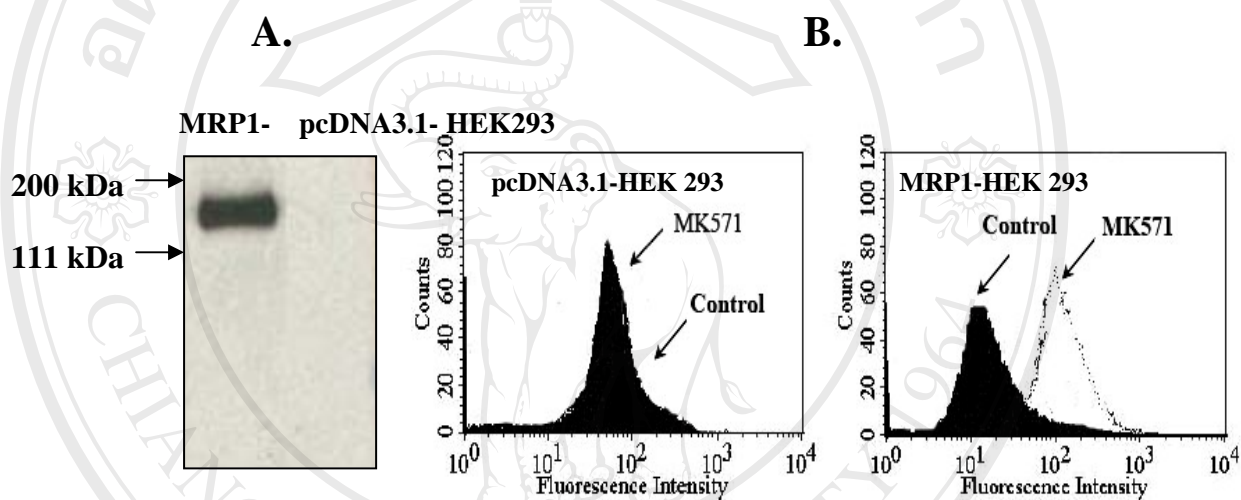 A.
B.
MRP1- pcDNA3.1- HEK293
200 kDa
111 kDa
pcDNA3.1-HEK 293
MK571
Control
Counts
120
100
80
60
40
20
0
10^0 10^1 10^2 10^3 10^4
Fluorescence Intensity
MRP1-HEK 293
Control
MK571
Counts
120
100
80
60
40
20
0
10^0 10^1 10^2 10^3 10^4
Fluorescence Intensity
CHIANG
1964